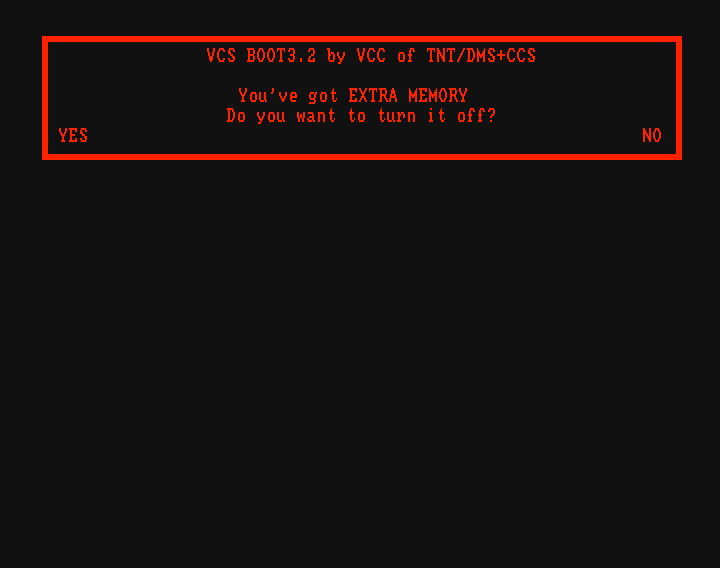 VCS BOOT3.2 by VCC of TNT/DMS+CCS
You've got EXTRA MEMORY
Do you want to turn it off?
YES NO